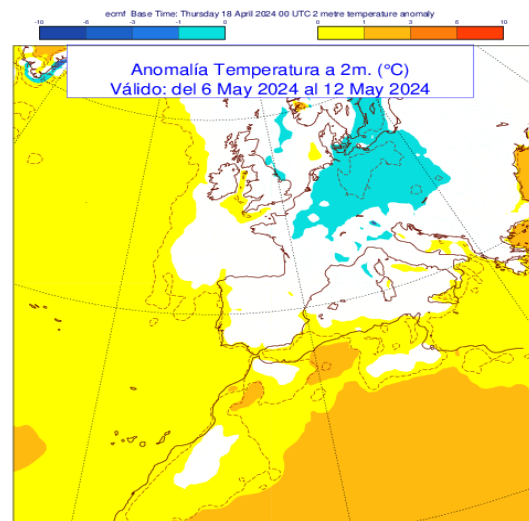 ecmf Base Time: Thursday 18 April 2024 00 UTC 2 metre temperature anomaly
-10 -6 -3 -1 0 0 1 3 6 10
Anomalía Temperatura a 2m. (°C)
Válido: del 6 May 2024 al 12 May 2024